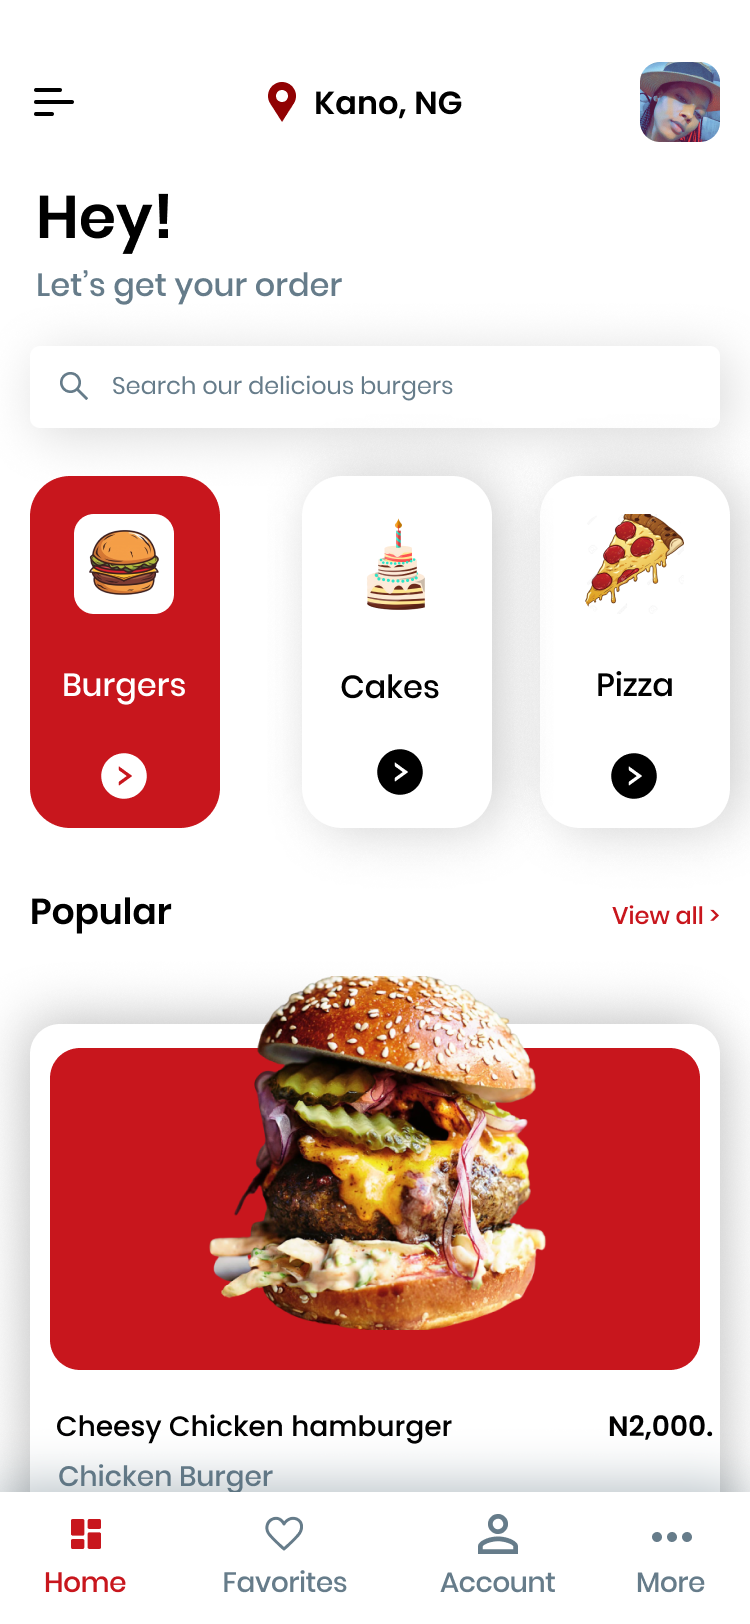 Kano, NG
Hey!
Let's get your order
Search our delicious burgers
Burgers
Cakes
Pizza
Popular
View all >
Cheesy Chicken hamburger
N2,000.
Chicken Burger
Home
Favorites
Account
More